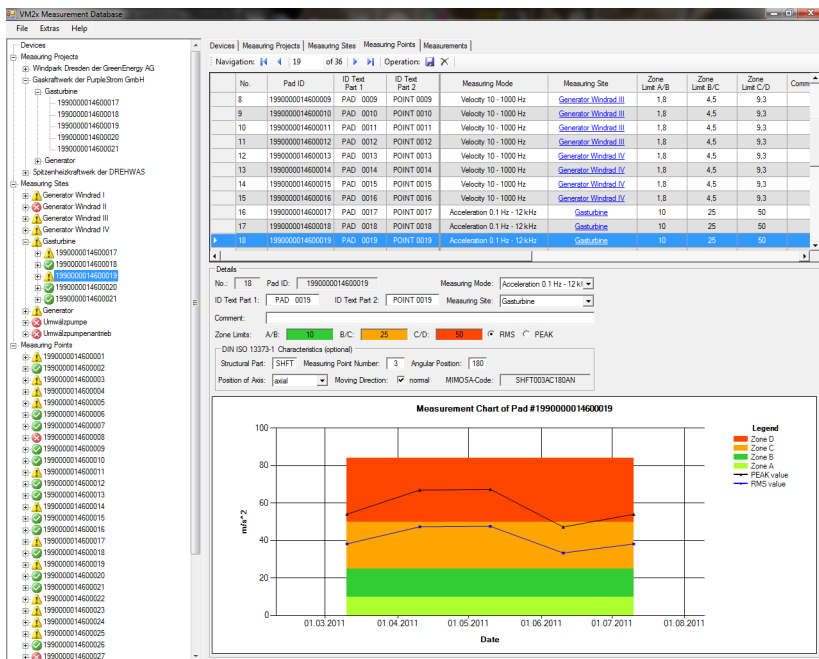 VM2x Measurement Database
File Extras Help
Devices
Measuring Projects
Windpark Dresden der GreenEnergy AG
Gaskraftwerk der PurpleStrom GmbH
Gasturbine
1990000014600017
1990000014600018
1990000014600019
1990000014600020
1990000014600021
Generator
Spitzenheizkraftwerk der DREHWAS
Measuring Sites
Generator Windrad I
Generator Windrad II
Generator Windrad III
Generator Windrad IV
Gasturbine
1990000014600017
1990000014600018
1990000014600019
1990000014600020
1990000014600021
Generator
Umwälzpumpe
Umwälzpumpenantrieb
Measuring Points
1990000014600001
1990000014600002
1990000014600003
1990000014600004
1990000014600005
1990000014600006
1990000014600007
1990000014600008
1990000014600009
1990000014600010
1990000014600011
1990000014600012
1990000014600013
1990000014600014
1990000014600015
1990000014600016
1990000014600017
1990000014600018
1990000014600019
1990000014600020
1990000014600021
1990000014600022
1990000014600023
1990000014600024
1990000014600025
1990000014600026
1990000014600027
Devices Measuring Projects Measuring Sites Measuring Points Measurements
Navigation: 19 of 36 Operation:
No. Pad ID ID Text Part 1 ID Text Part 2 Measuring Mode Measuring Site Zone Limit A/B Zone Limit B/C Zone Limit C/D Comm
8 1990000014600009 PAD 0009 POINT 0009 Velocity 10 - 1000 Hz Generator Windrad III 1,8 4,5 9,3
9 1990000014600010 PAD 0010 POINT 0010 Velocity 10 - 1000 Hz Generator Windrad III 1,8 4,5 9,3
10 1990000014600011 PAD 0011 POINT 0011 Velocity 10 - 1000 Hz Generator Windrad III 1,8 4,5 9,3
11 1990000014600012 PAD 0012 POINT 0012 Velocity 10 - 1000 Hz Generator Windrad III 1,8 4,5 9,3
12 1990000014600013 PAD 0013 POINT 0013 Velocity 10 - 1000 Hz Generator Windrad IV 1,8 4,5 9,3
13 1990000014600014 PAD 0014 POINT 0014 Velocity 10 - 1000 Hz Generator Windrad IV 1,8 4,5 9,3
14 1990000014600015 PAD 0015 POINT 0015 Velocity 10 - 1000 Hz Generator Windrad IV 1,8 4,5 9,3
15 1990000014600016 PAD 0016 POINT 0016 Velocity 10 - 1000 Hz Generator Windrad IV 1,8 4,5 9,3
16 1990000014600017 PAD 0017 POINT 0017 Acceleration 0.1 Hz - 12 kHz Gasturbine 10 25 50
17 1990000014600018 PAD 0018 POINT 0018 Acceleration 0.1 Hz - 12 kHz Gasturbine 10 25 50
18 1990000014600019 PAD 0019 POINT 0019 Acceleration 0.1 Hz - 12 kHz Gasturbine 10 25 50
Details
No.: 18 Pad ID: 1990000014600019 Measuring Mode: Acceleration 0.1 Hz - 12 kl
ID Text Part 1: PAD 0019 ID Text Part 2: POINT 0019 Measuring Site: Gasturbine
Comment:
Zone Limits: A/B: 10 B/C: 25 C/D: 50 RMS PEAK
DIN ISO 13373-1 Characteristics (optional)
Structural Part: SHFT Measuring Point Number: 3 Angular Position: 180
Position of Axis: axial Moving Direction: normal MIMOSA-Code: SHFT003AC180AN
Measurement Chart of Pad #1990000014600019
Legend
Zone D
Zone C
Zone B
Zone A
PEAK value
RMS value
m/s^2
100
80
60
40
20
0
01.03.2011 01.04.2011 01.05.2011 01.06.2011 01.07.2011 01.08.2011
Date